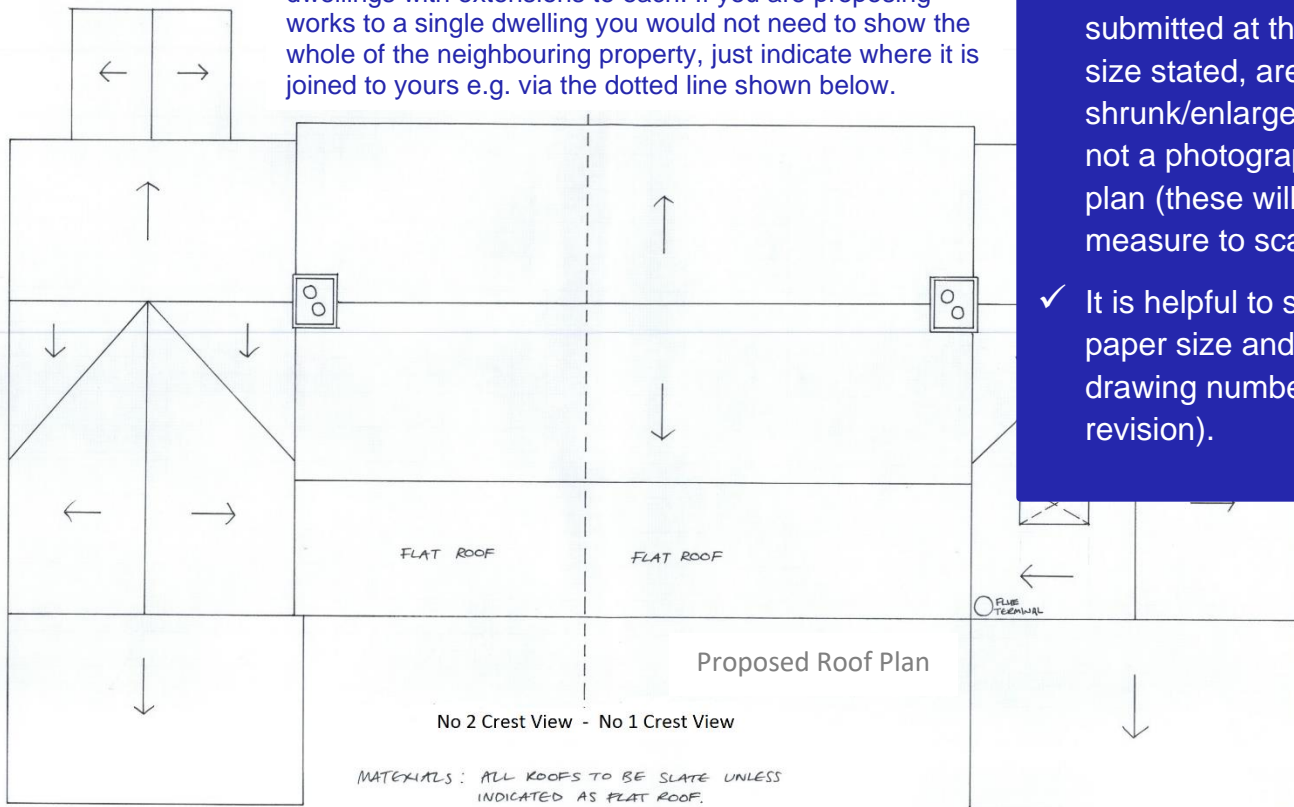 works to a single dwelling you would not need to show the
whole of the neighbouring property, just indicate where it is
joined to yours e.g. via the dotted line shown below.
submitted at th
size stated, are
shrunk/enlarge
not a photograp
plan (these will
measure to sca
✓ It is helpful to s
paper size and
drawing numbe
revision).
FLAT ROOF
FLAT ROOF
FLUE
TERMINAL
Proposed Roof Plan
No 2 Crest View - No 1 Crest View
MATERIALS: ALL ROOFS TO BE SLATE UNLESS
INDICATED AS FLAT ROOF.